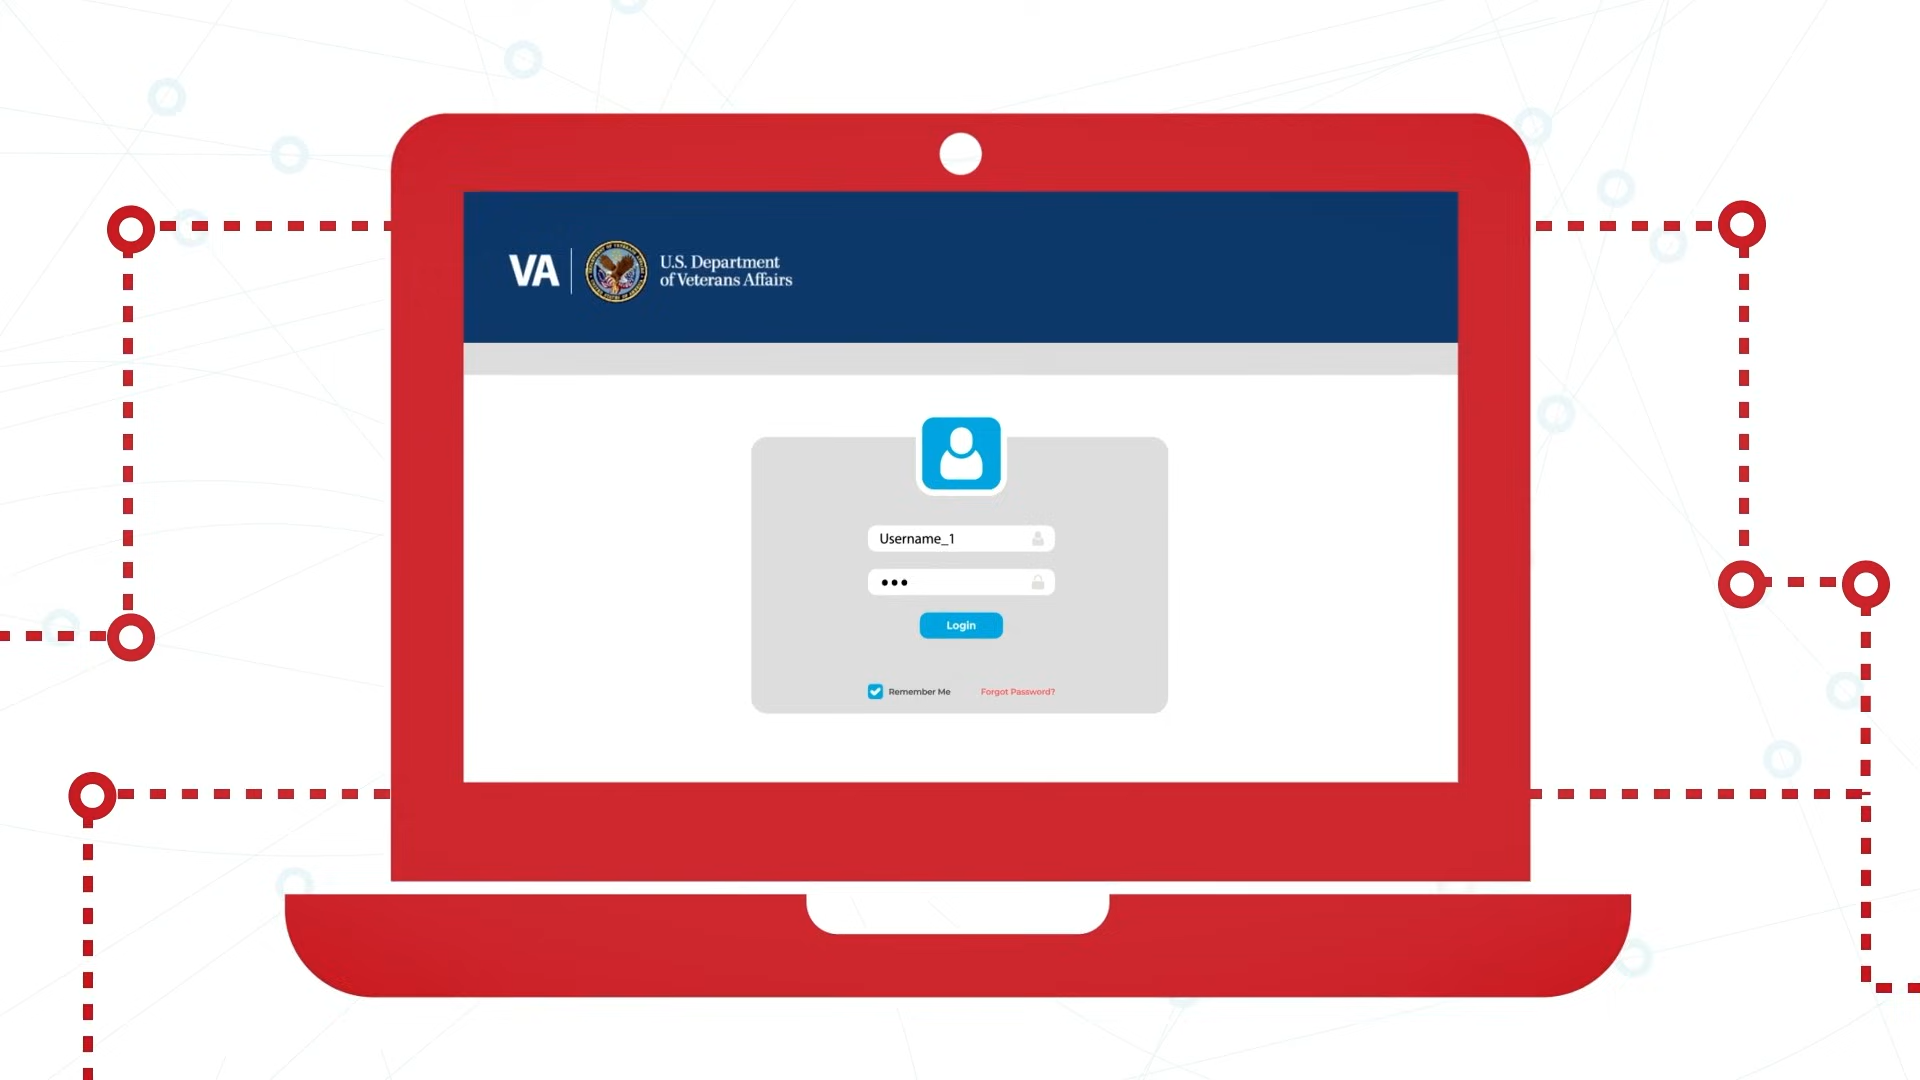 VA
U.S. Department
of Veterans Affairs
Username_1
Login
Remember Me
Forgot Password?